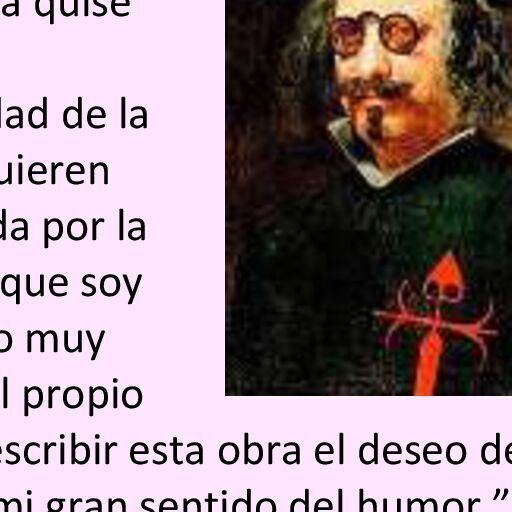 a quise
dad de la
uieren
da por la
que soy
o muy
l propio
escribir esta obra el deseo de
mi gran sentido del humor.”